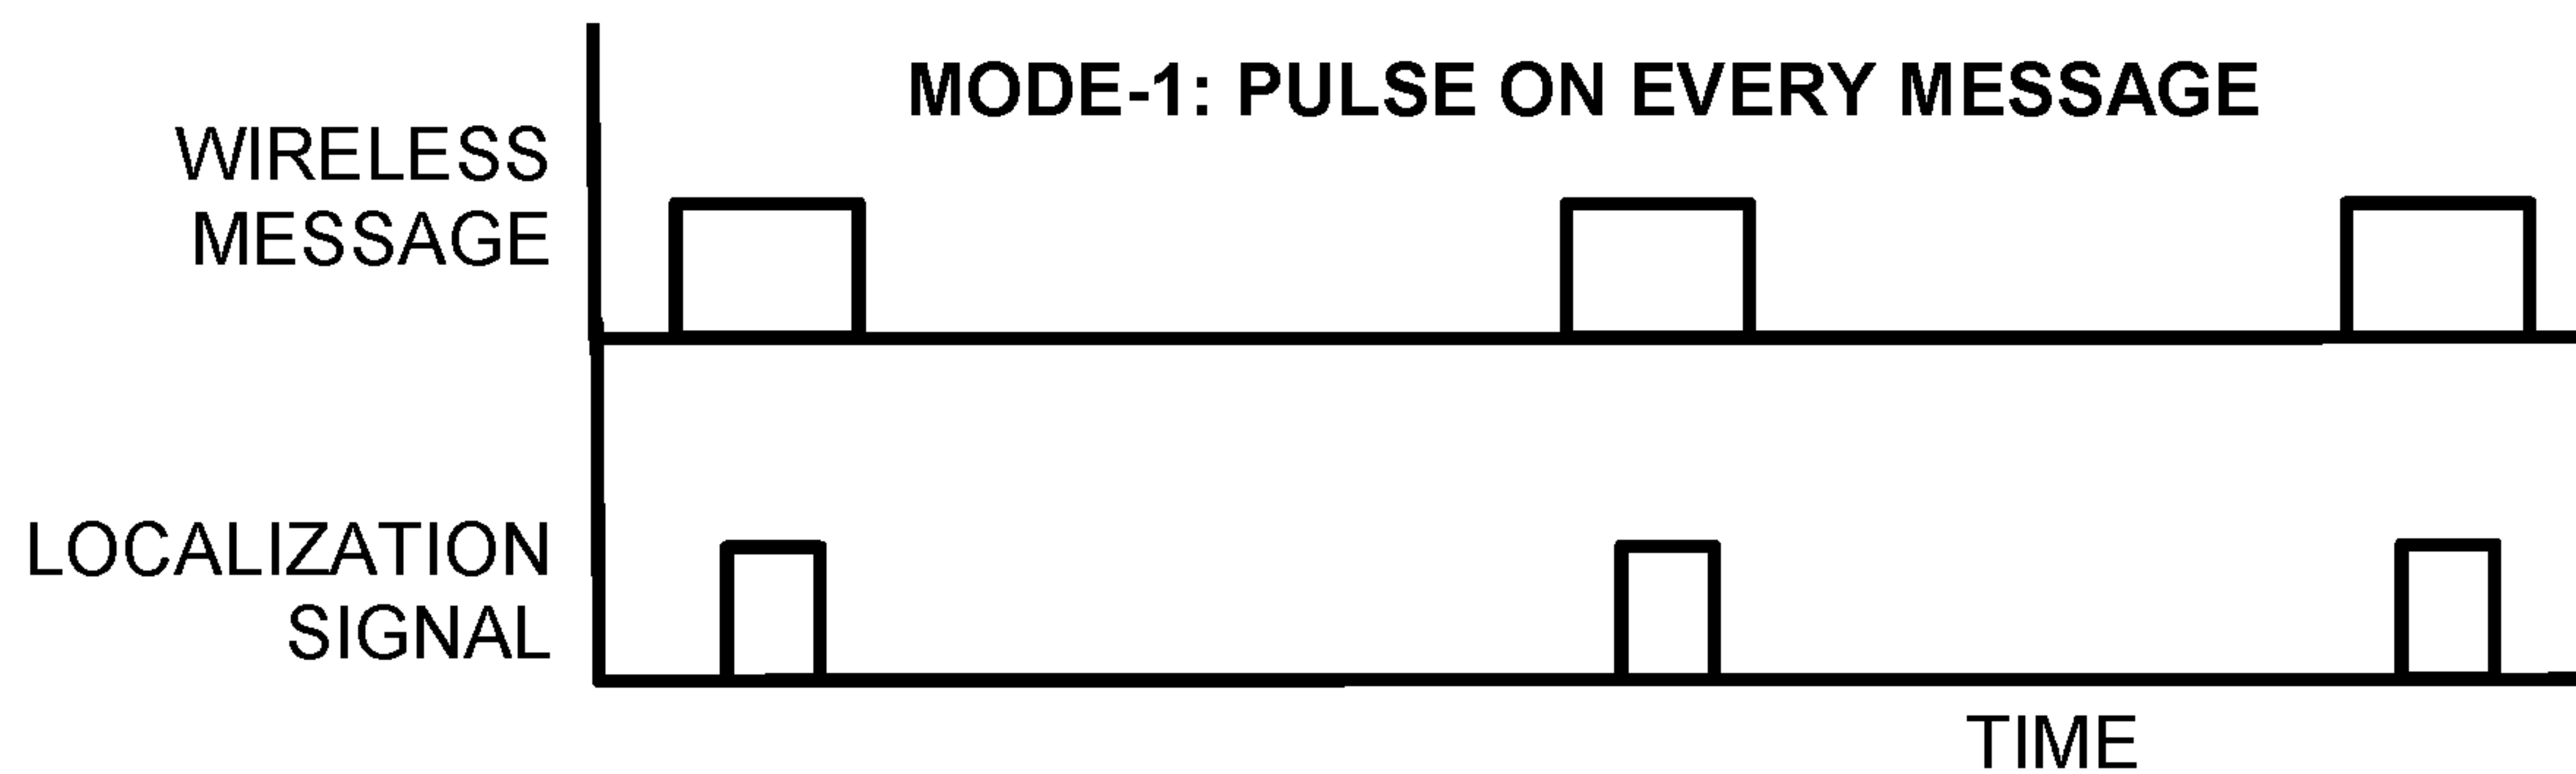 MODE-1: PULSE ON EVERY MESSAGE
WIRELESS
MESSAGE
LOCALIZATION
SIGNAL
TIME